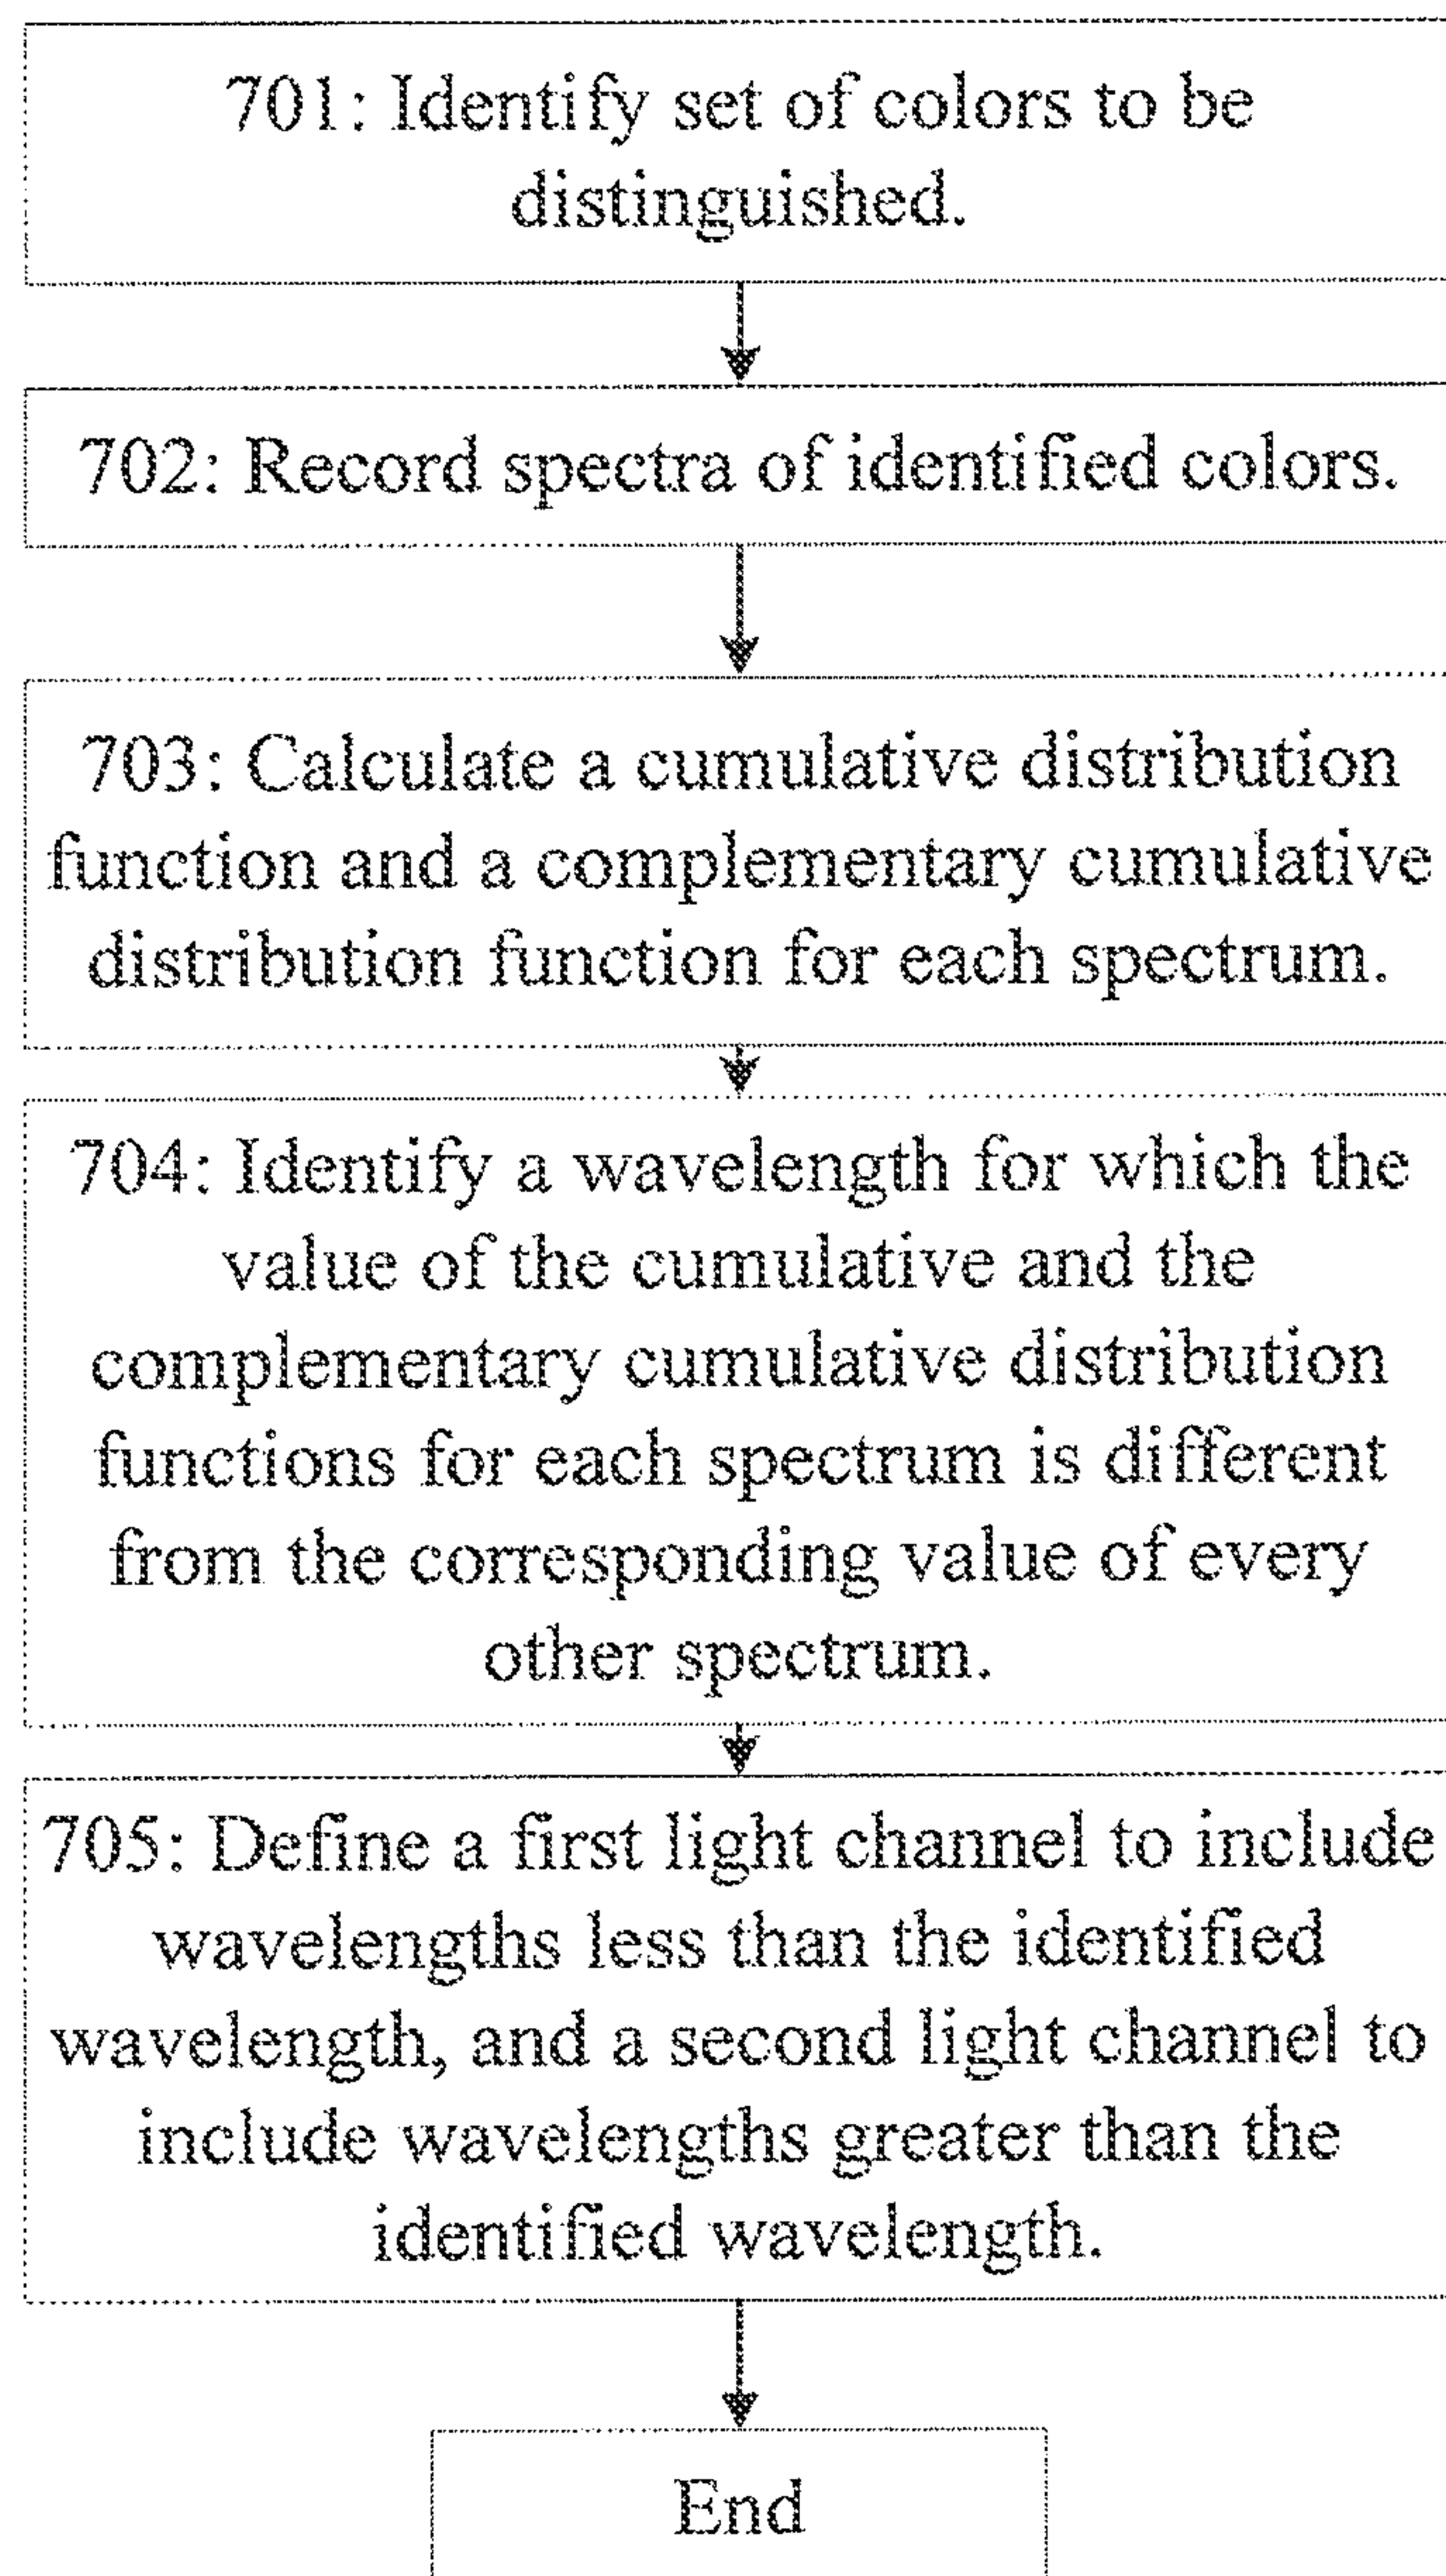 701: Identify set of colors to be
distinguished.
702: Record spectra of identified colors.
703: Calculate a cumulative distribution
function and a complementary cumulative
distribution function for each spectrum.
704: Identify a wavelength for which the
value of the cumulative and the
complementary cumulative distribution
functions for each spectrum is different
from the corresponding value of every
other spectrum.
705: Define a first light channel to include
wavelengths less than the identified
wavelength, and a second light channel to
include wavelengths greater than the
identified wavelength.
End